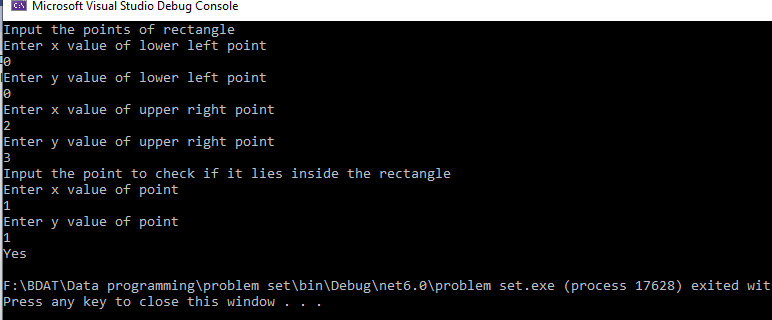 Microsoft Visual Studio Debug Console
Input the points of rectangle
Enter x value of lower left point
0
Enter y value of lower left point
0
Enter x value of upper right point
2
Enter y value of upper right point
3
Input the point to check if it lies inside the rectangle
Enter x value of point
1
Enter y value of point
1
Yes
F:\BDAT\Data programming\problem set\bin\Debug\net6.0\problem set.exe (process 17628) exited wit
Press any key to close this window . . .